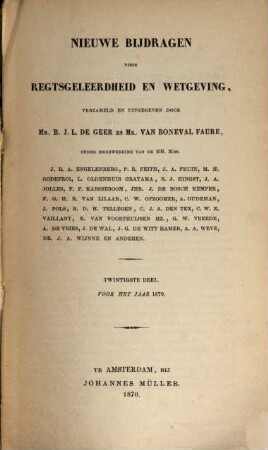 NIEUWE BIJDRAGEN
VOOR
REGTSGELEERDHEID EN WETGEVING,
VERZAMELD EN UITGEGEVEN DOOR
MR. B. J. L. DE GEER EN MR. VAN BONEVAL FAURE,
ONDER MEDEWERKING VAN DE HH. MRS.
J. B. A. ENGELENBERG, P. R. FEITH, J. A. FRUIN, M. H.
GODEFROI, L. OLDENHUIS GRATAMA, S. J. HINGST, J. A.
JOLLES, F. F. KARSEBOOM, JHR. J. DE BOSCH KEMPER,
F. G. H. R. VAN LILAAR, C. W. OPZOOMER, A. OUDEMAN,
J. POLS, B. D. H. TELLEGEN, C. J. A. DEN TEX, C. W. E.
VAILLANT, R. VAN VOORTHUIJSEN HZ., G. W. VREEDE,
A. DE VRIES, J. DE WAL, J. G. DE WITT HAMER, A. A. WEVE,
DR. J. A. WIJNNE EN ANDEREN.
TWINTIGSTE DEEL.
VOOR HET JAAR 1870.
TE AMSTERDAM, BIJ
JOHANNES MÜLLER.
1870.